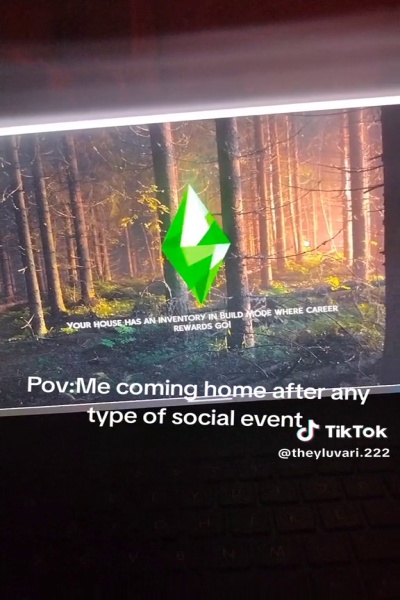 YOUR HOUSE HAS AN INVENTORY IN BUILD MODE WHERE CAREER
REWARDS GO!
Pov:Me coming home after any
type of social event
TikTok
@theyluvari.222